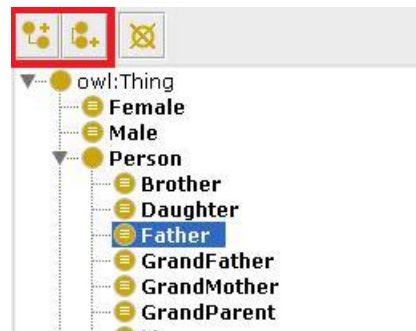 owl:Thing
Female
Male
Person
Brother
Daughter
Father
GrandFather
GrandMother
GrandParent